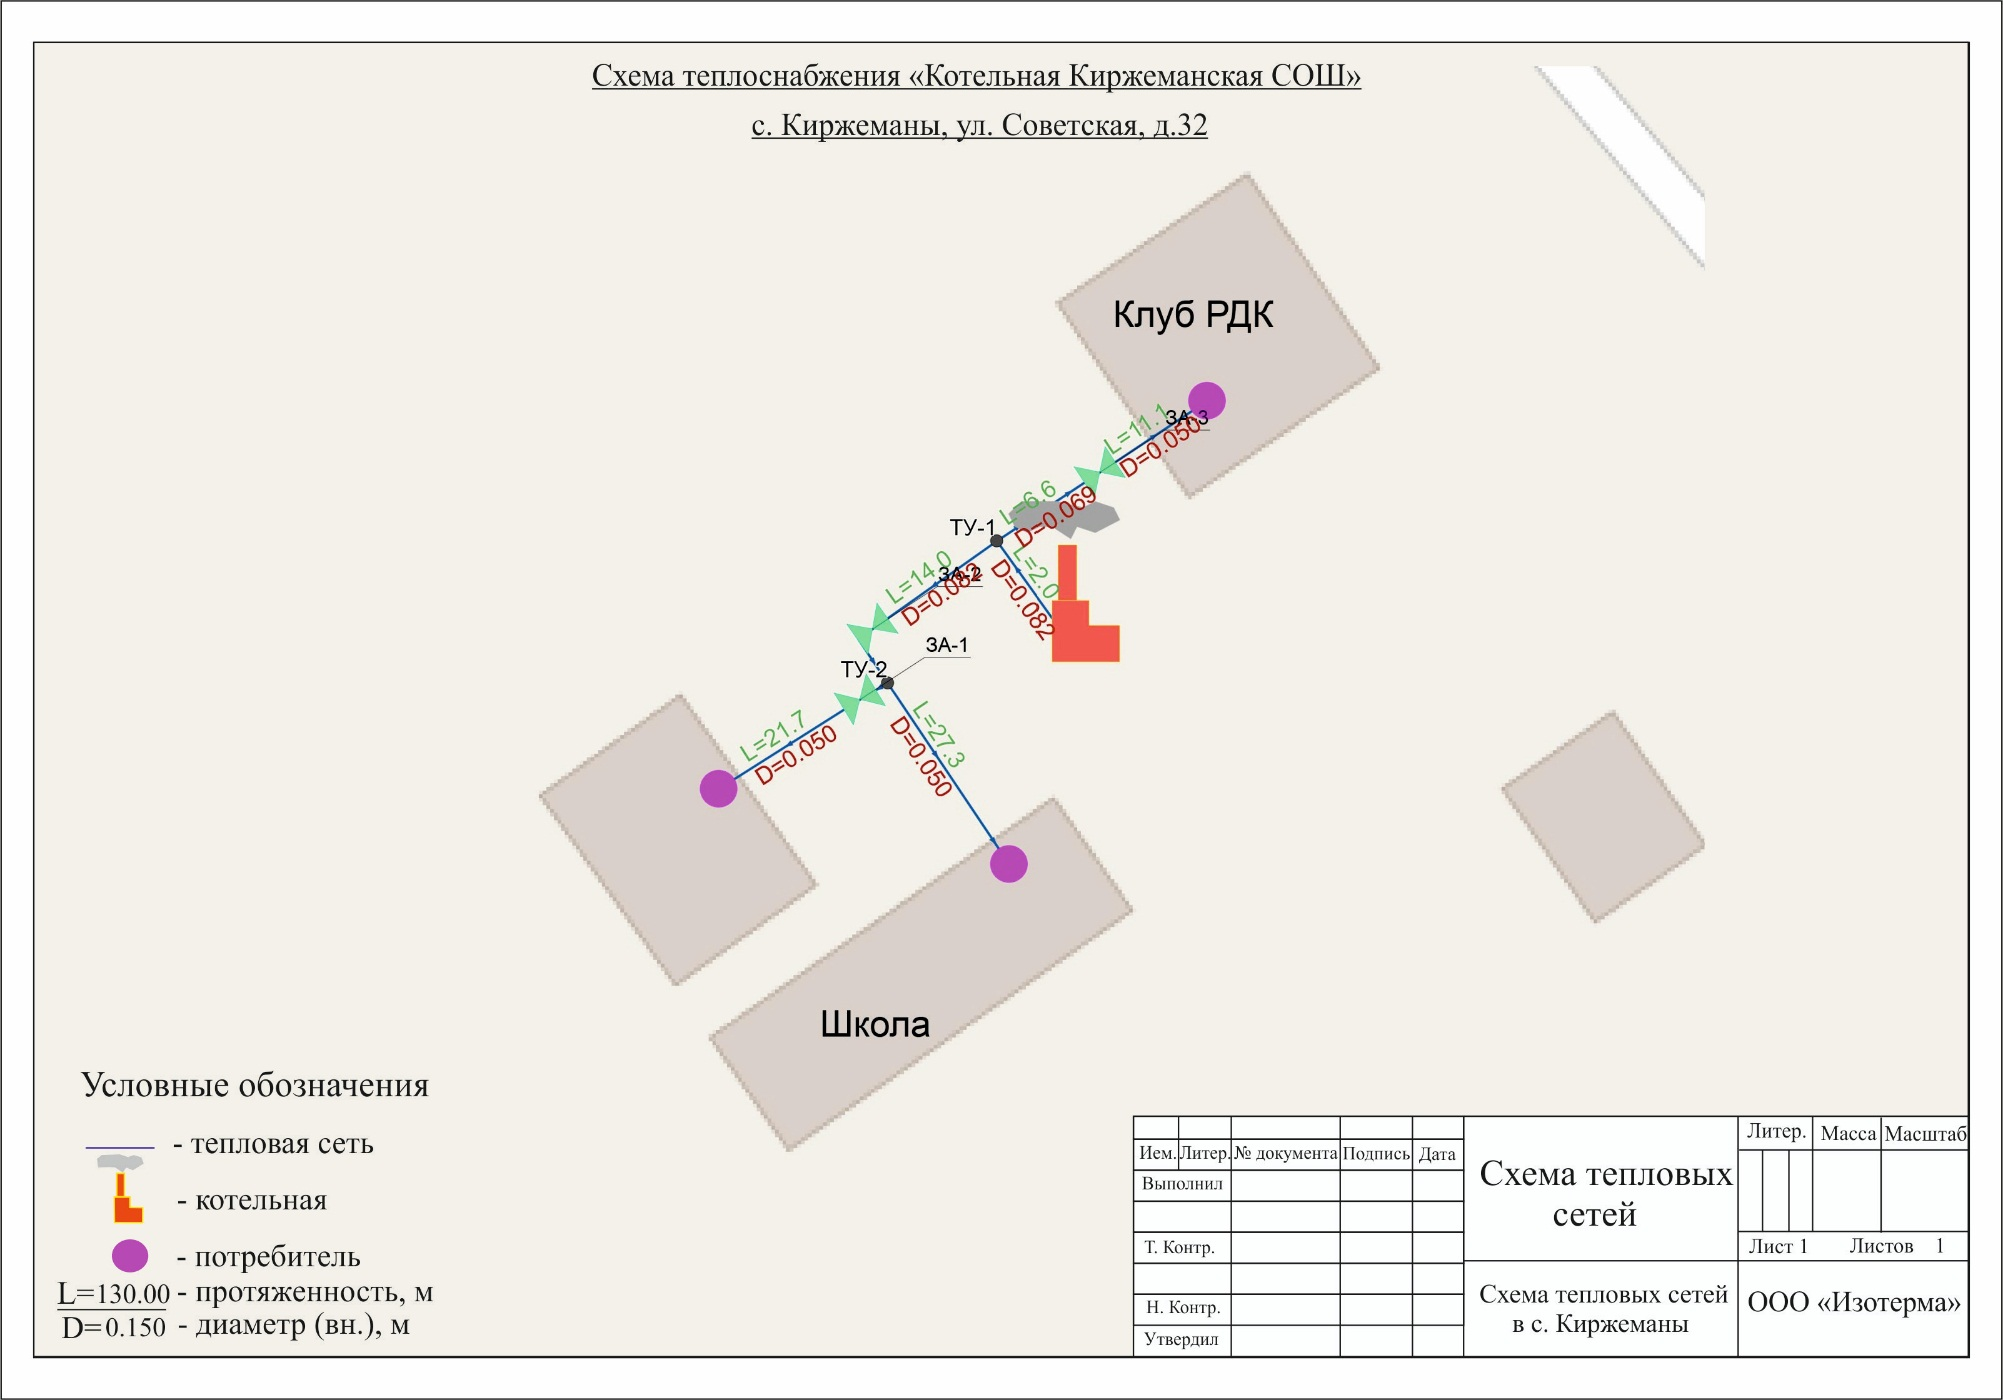 Схема теплоснабжения «Котельная Киржеманская СОШ»
с. Киржеманы, ул. Советская, д.32
Клуб РДК
ЗА-3
L=11.1
D=0.050
L=6.6
D=0.069
ТУ-1
L=14.0
ЗА-2
D=0.082
L=2.0
D=0.082
ЗА-1
ТУ-2
L=21.7
D=0.050
L=27.3
D=0.050
Школа
Условные обозначения
- тепловая сеть
- котельная
- потребитель
L=130.00 - протяженность, м
D=0.150 - диаметр (вн.), м
Ием. Литер. № документа Подпись Дата
Выполнил
Т. Контр.
Н. Контр.
Утвердил
Схема тепловых
сетей
Схема тепловых сетей
в с. Киржеманы
Литер. Масса Масштаб
Лист 1 Листов 1
ООО «Изотерма»